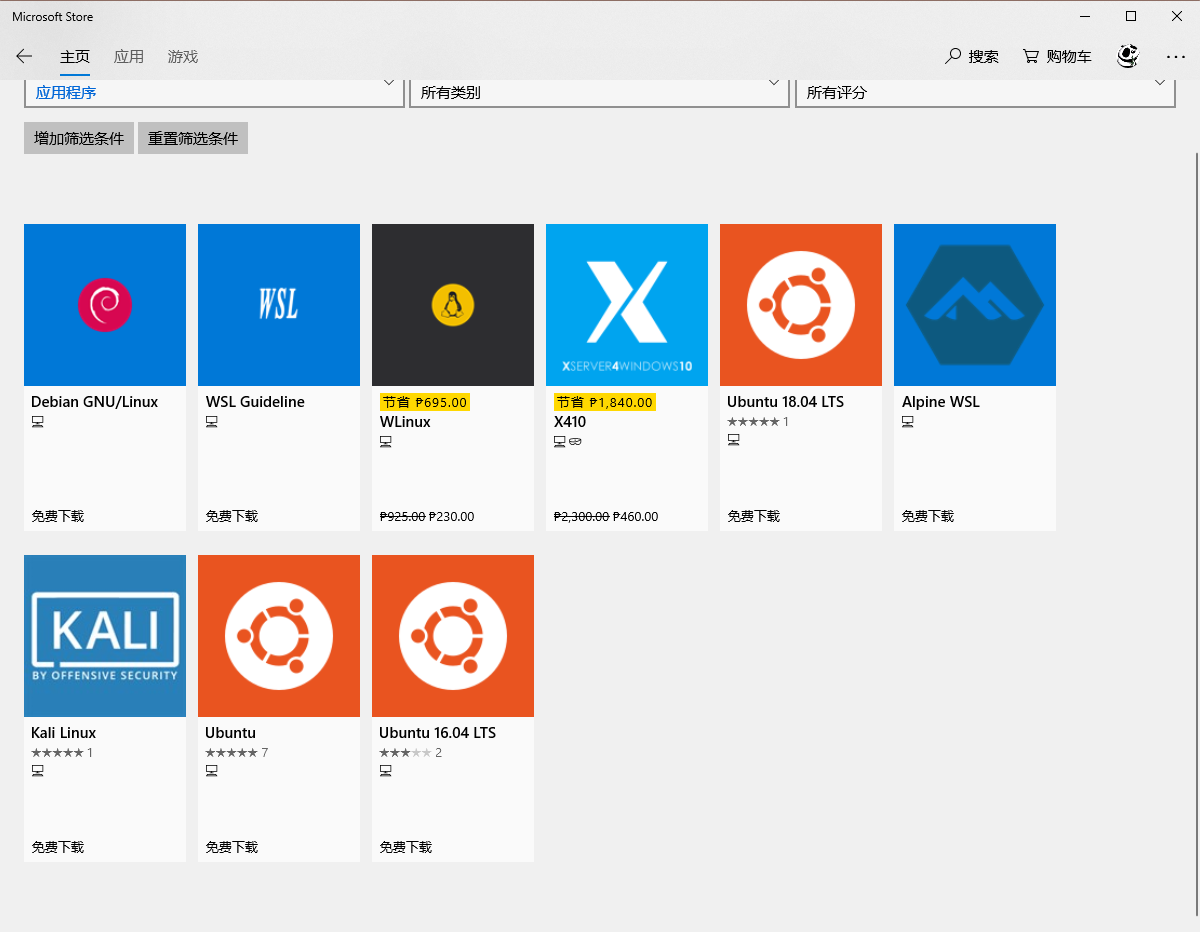 Microsoft Store
主页 应用 游戏 搜索 购物车
应用程序 所有类别 所有评分
增加筛选条件 重置筛选条件
WSL
XSERVER4WINDOWS10
Debian GNU/Linux
免费下载
WSL Guideline
免费下载
节省 ₱695.00
WLinux
₱925.00 ₱230.00
节省 ₱1,840.00
X410
₱2,300.00 ₱460.00
Ubuntu 18.04 LTS
★★★★★ 1
免费下载
Alpine WSL
免费下载
KALI
BY OFFENSIVE SECURITY
Kali Linux
★★★★★ 1
免费下载
Ubuntu
★★★★★ 7
免费下载
Ubuntu 16.04 LTS
★★★★★ 2
免费下载